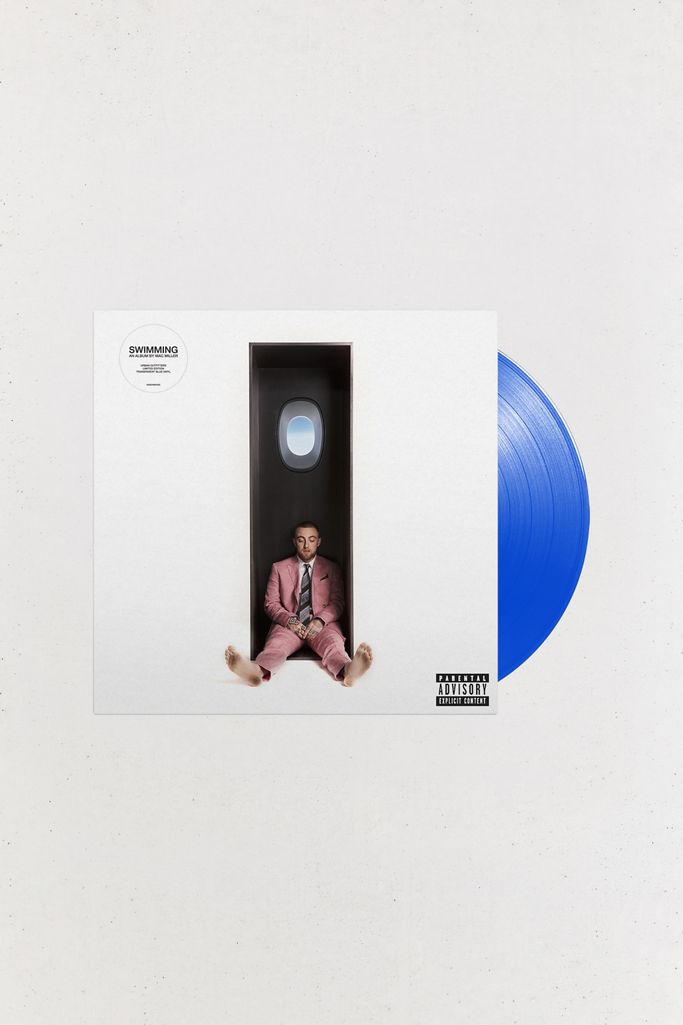 SWIMMING
AN ALBUM BY MAC MILLER
URBAN OUTFITTERS
LIMITED EDITION
TRANSPARENT BLUE VINYL
PARENTAL
ADVISORY
EXPLICIT CONTENT